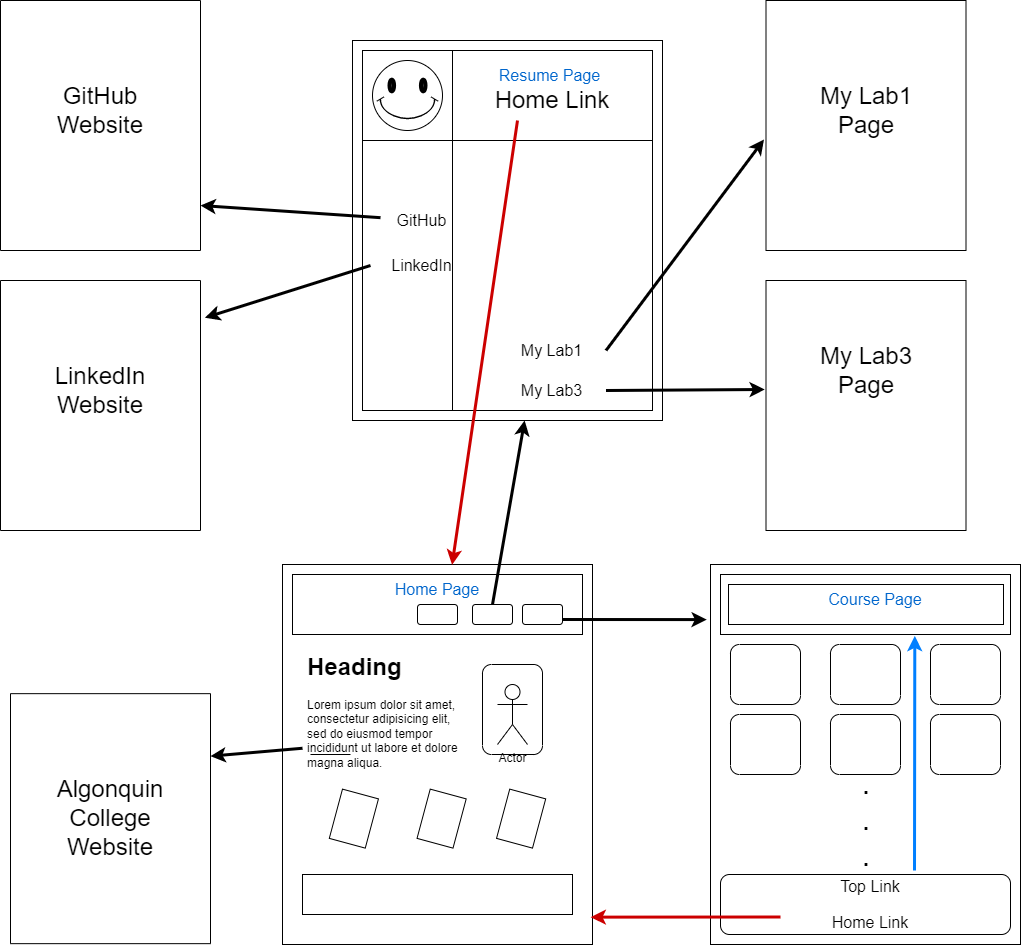 GitHub
Website
Resume Page
Home Link
My Lab1
Page
GitHub
LinkedIn
LinkedIn
Website
My Lab1
My Lab3
My Lab3
Page
Home Page
Course Page
Heading
Lorem ipsum dolor sit amet,
consectetur adipisicing elit,
sed do eiusmod tempor
incididunt ut labore et dolore
magna aliqua.
Actor
Algonquin
College
Website
.
.
.
Top Link
Home Link